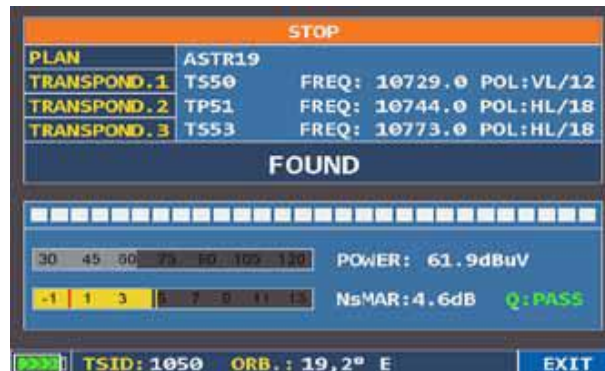 STOP
PLAN ASTR19
TRANSPOND.1 TS50 FREQ: 10729.0 POL:VL/12
TRANSPOND.2 TP51 FREQ: 10744.0 POL:HL/18
TRANSPOND.3 TS53 FREQ: 10773.0 POL:HL/18
FOUND
30 45 60 75 90 105 120 POWER: 61.9dBuV
-1 1 3 5 7 9 11 13 NsMAR:4.6dB Q:PASS
TSID:1050 ORB.:19,2º E EXIT